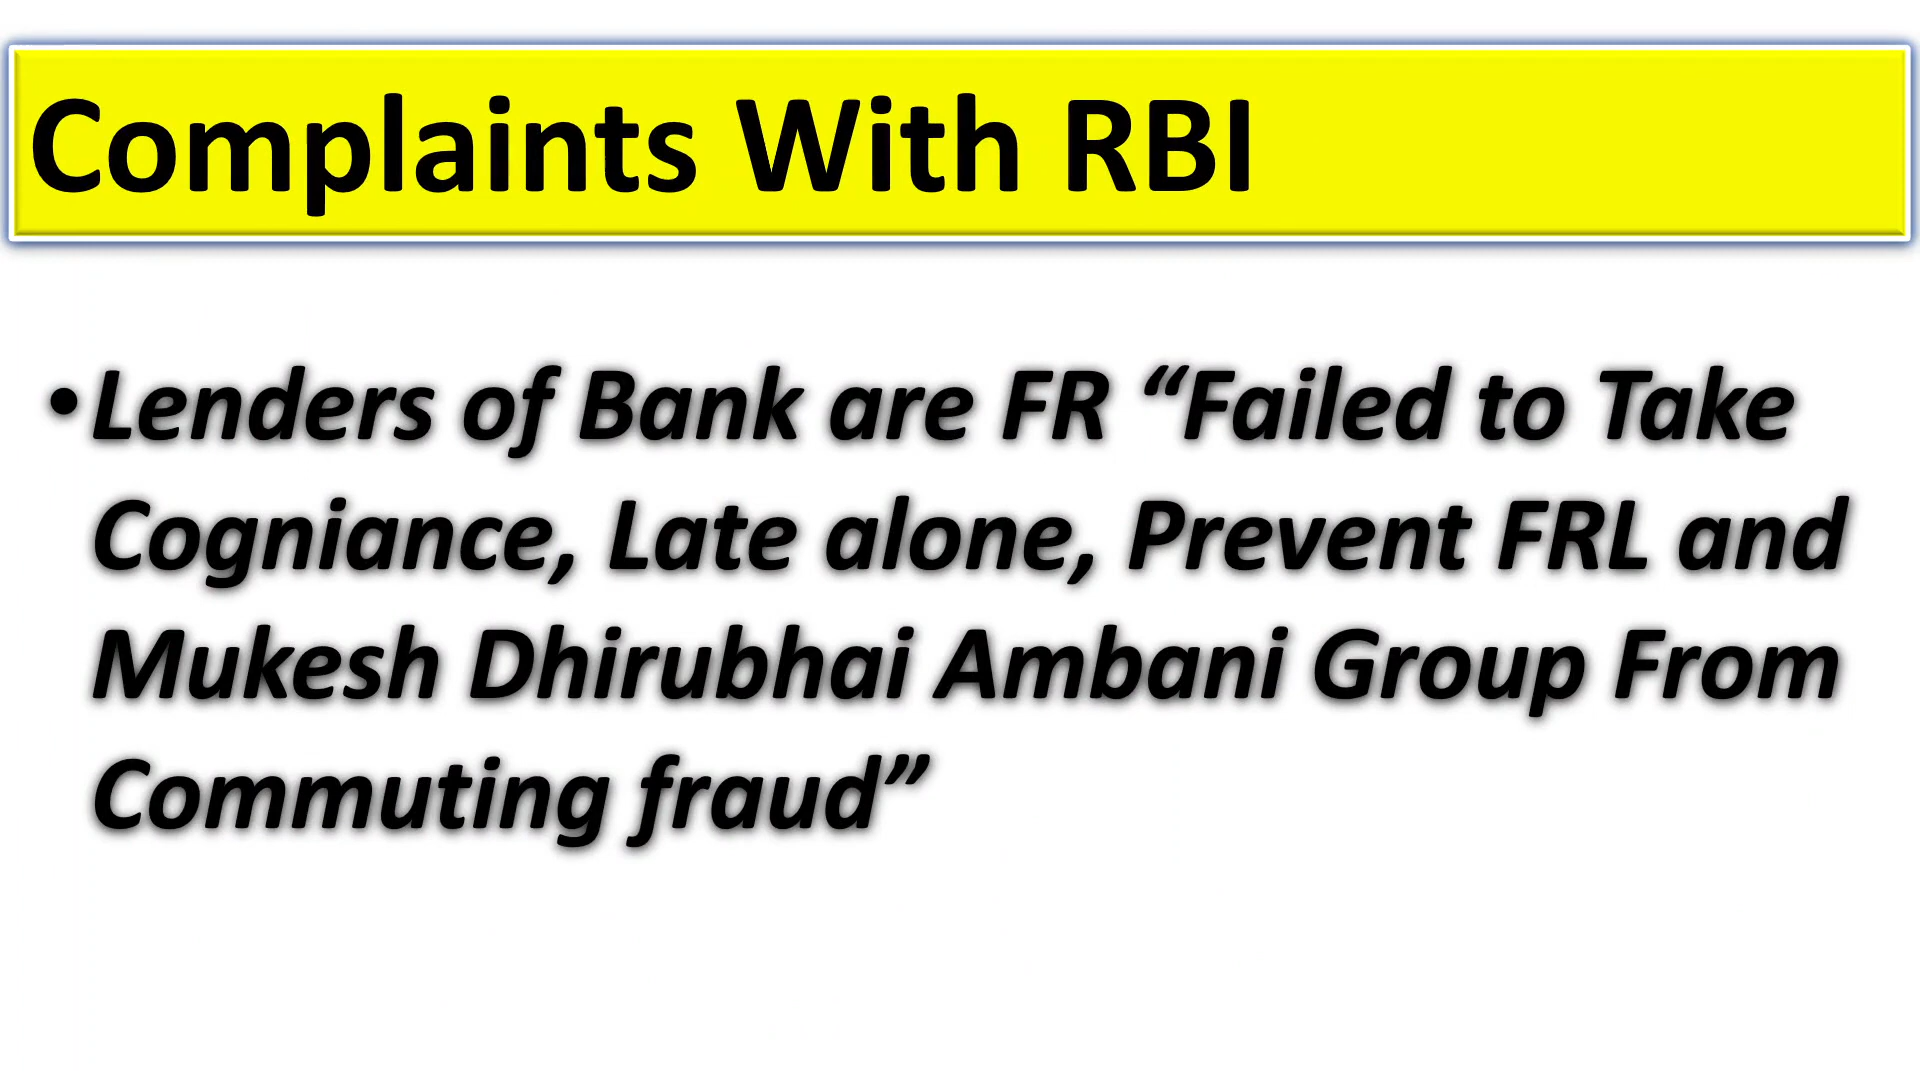 Complaints With RBI
•Lenders of Bank are FR “Failed to Take
Cogniance, Late alone, Prevent FRL and
Mukesh Dhirubhai Ambani Group From
Commuting fraud”